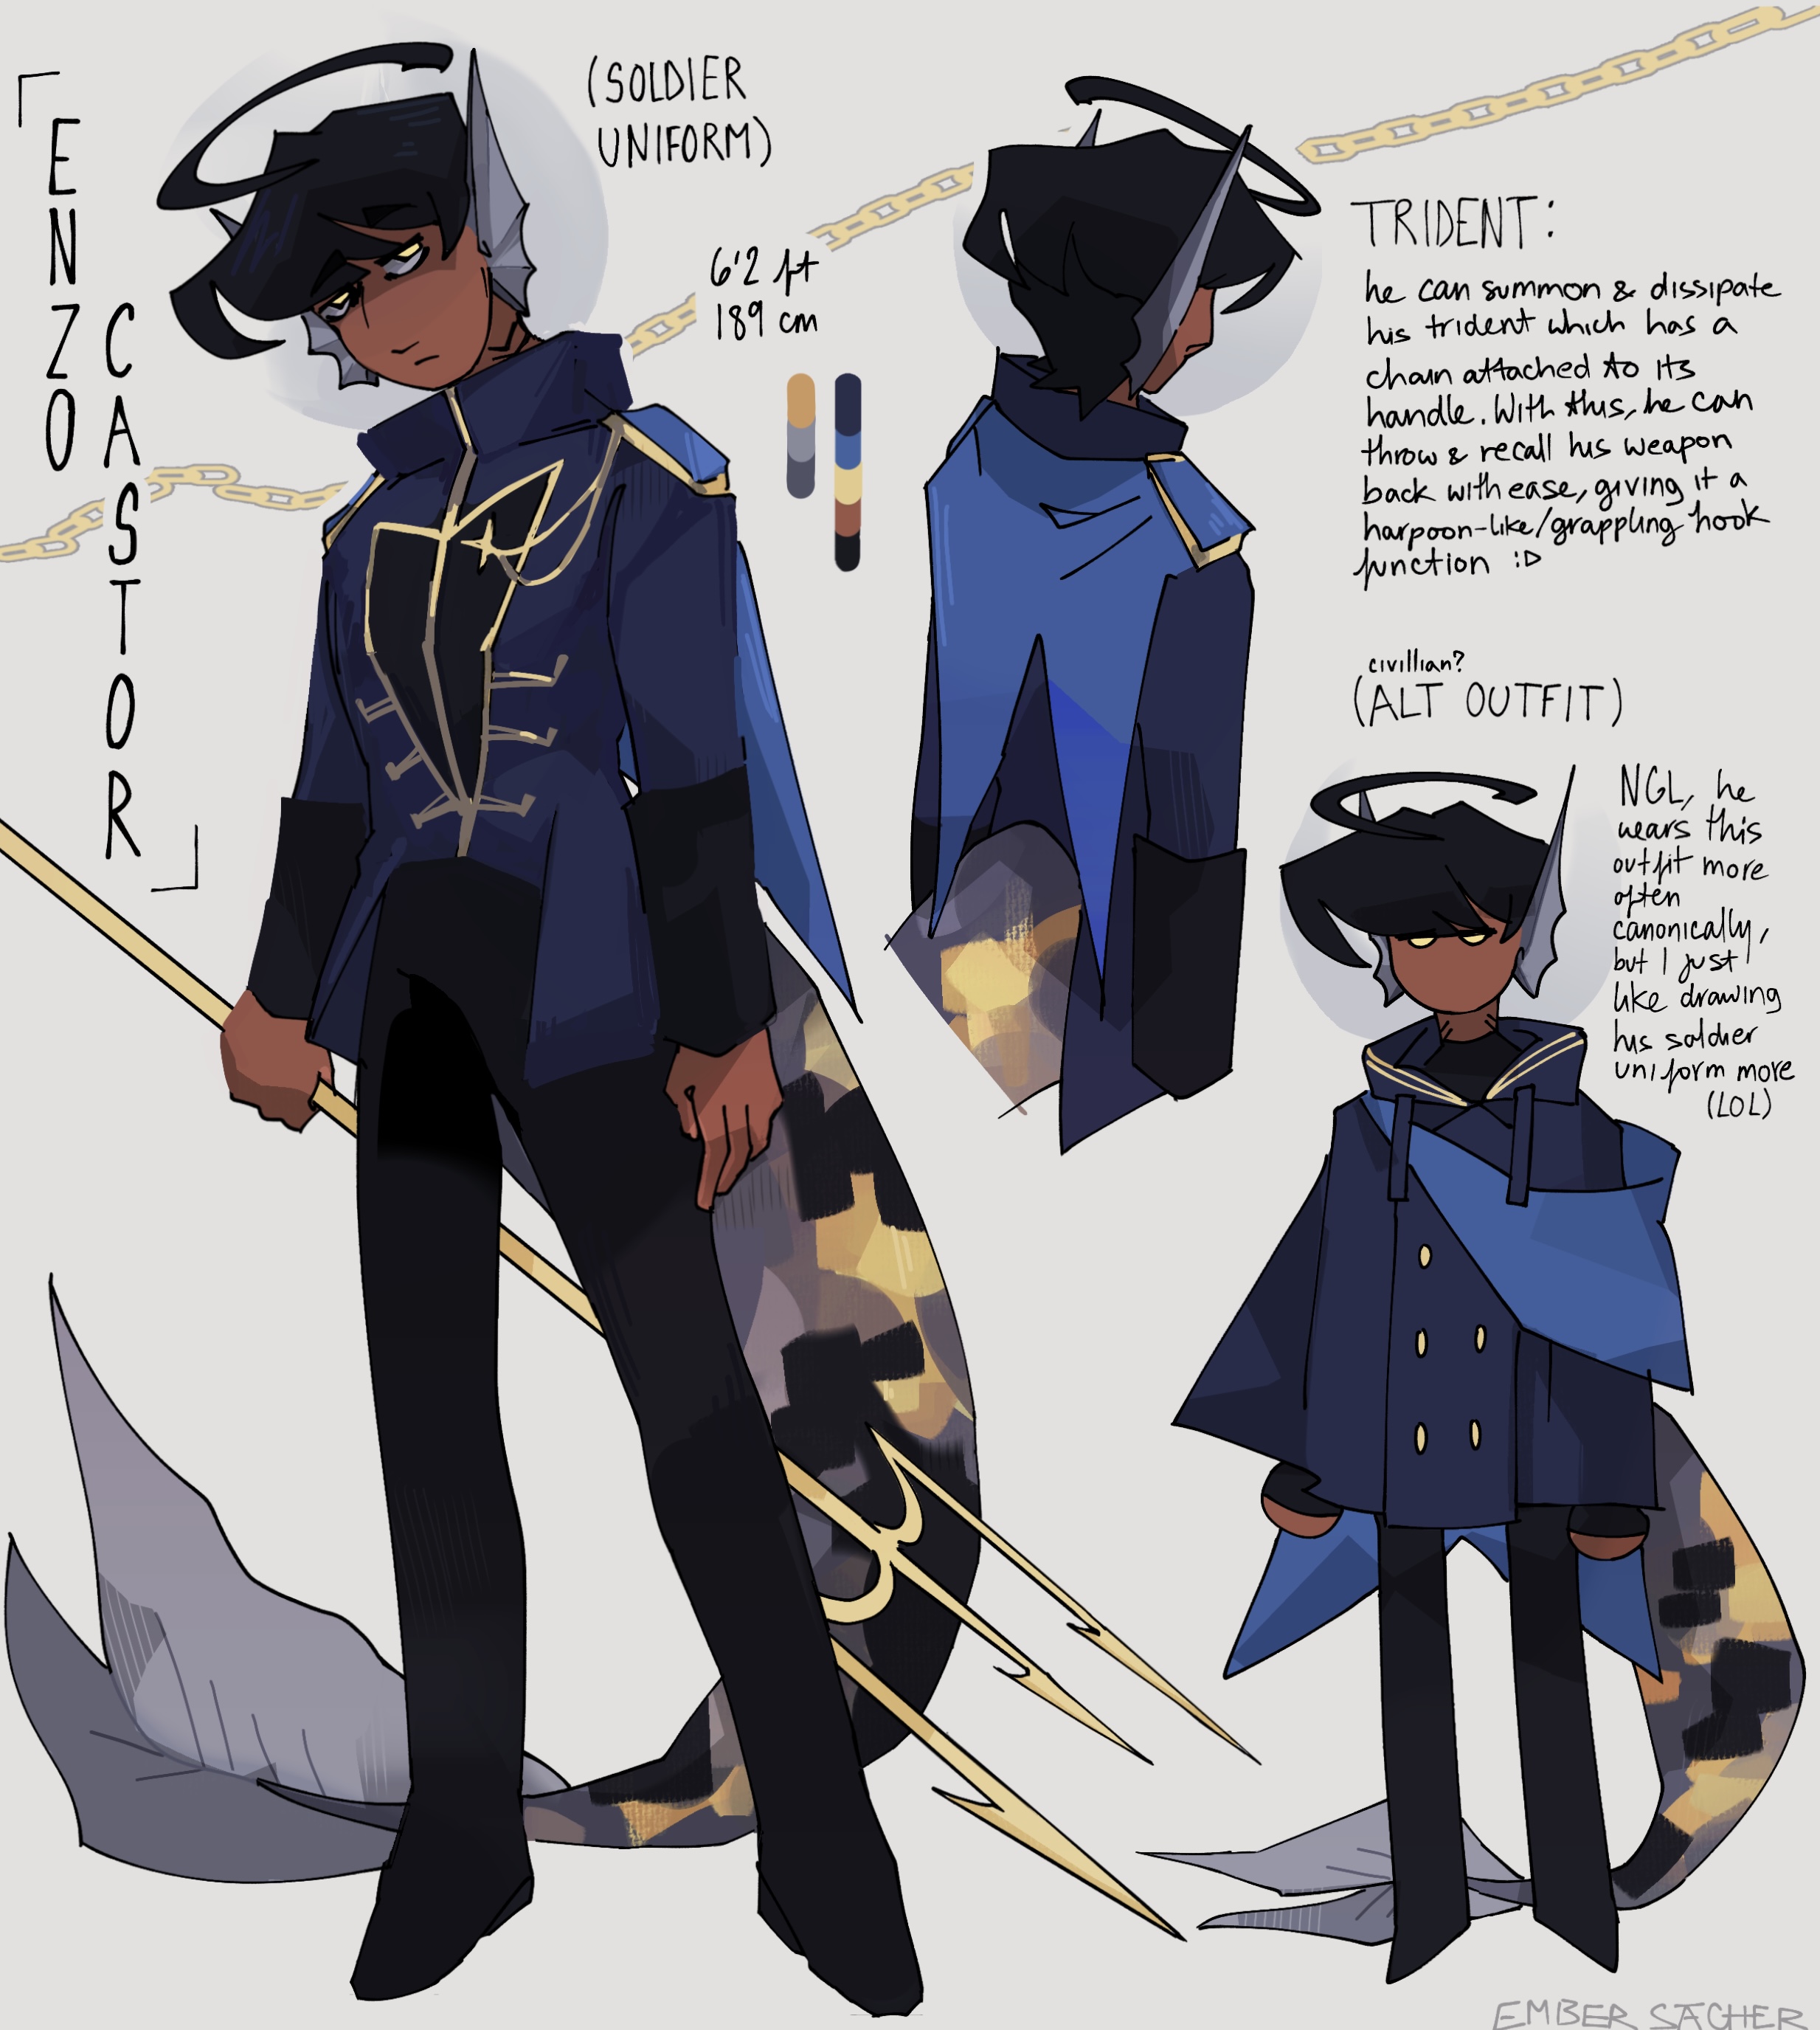 「ENZO
CASTOR」
(SOLDIER
UNIFORM)
6'2 ft
189 cm
TRIDENT:
he can summon & dissipate
his trident which has a
chain attached to its
handle. With this, he can
throw & recall his weapon
back with ease, giving it a
harpoon-like/grappling hook
function :D
civillian?
(ALT OUTFIT)
NGL, he
wears this
outfit more
often
canonically,
but I just
like drawing
his soldier
uniform more
(LOL)
EMBER SACHER